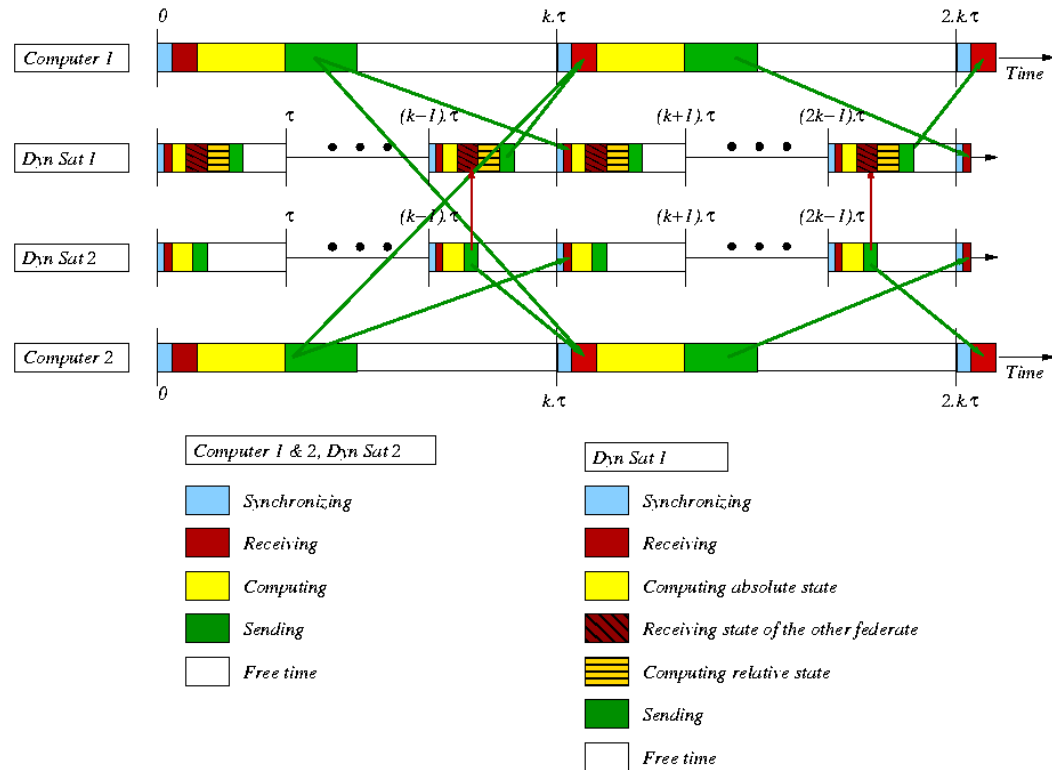 0 k.τ 2.k.τ
Computer 1
Time
τ (k−1).τ (k+1).τ (2k−1).τ
Dyn Sat 1
τ (k−1).τ (k+1).τ (2k−1).τ
Dyn Sat 2
Computer 2
Time
0 k.τ 2.k.τ
Computer 1 & 2, Dyn Sat 2
Synchronizing
Receiving
Computing
Sending
Free time
Dyn Sat 1
Synchronizing
Receiving
Computing absolute state
Receiving state of the other federate
Computing relative state
Sending
Free time